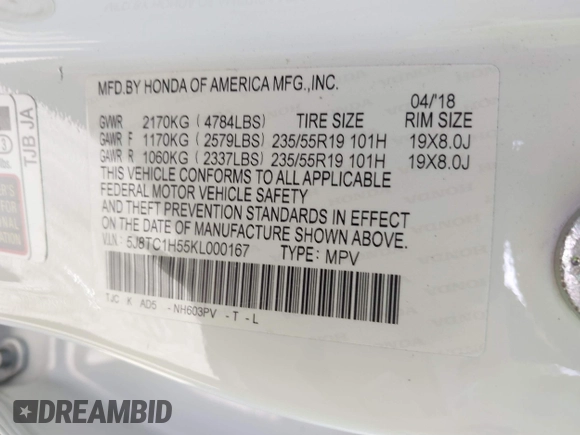 MFD.BY HONDA OF AMERICA MFG.,INC.
04/'18
GVWR 2170KG ( 4784LBS) TIRE SIZE RIM SIZE
GAWR F 1170KG ( 2579LBS) 235/55R19 101H 19X8.0J
GAWR R 1060KG ( 2337LBS) 235/55R19 101H 19X8.0J
THIS VEHICLE CONFORMS TO ALL APPLICABLE
FEDERAL MOTOR VEHICLE SAFETY
AND THEFT PREVENTION STANDARDS IN EFFECT
ON THE DATE OF MANUFACTURE SHOWN ABOVE.
V.I.N: 5J8TC1H55KL000167 TYPE: MPV
TJC K AD5 -NH603PV -T-L
TJB JA
DREAMBID